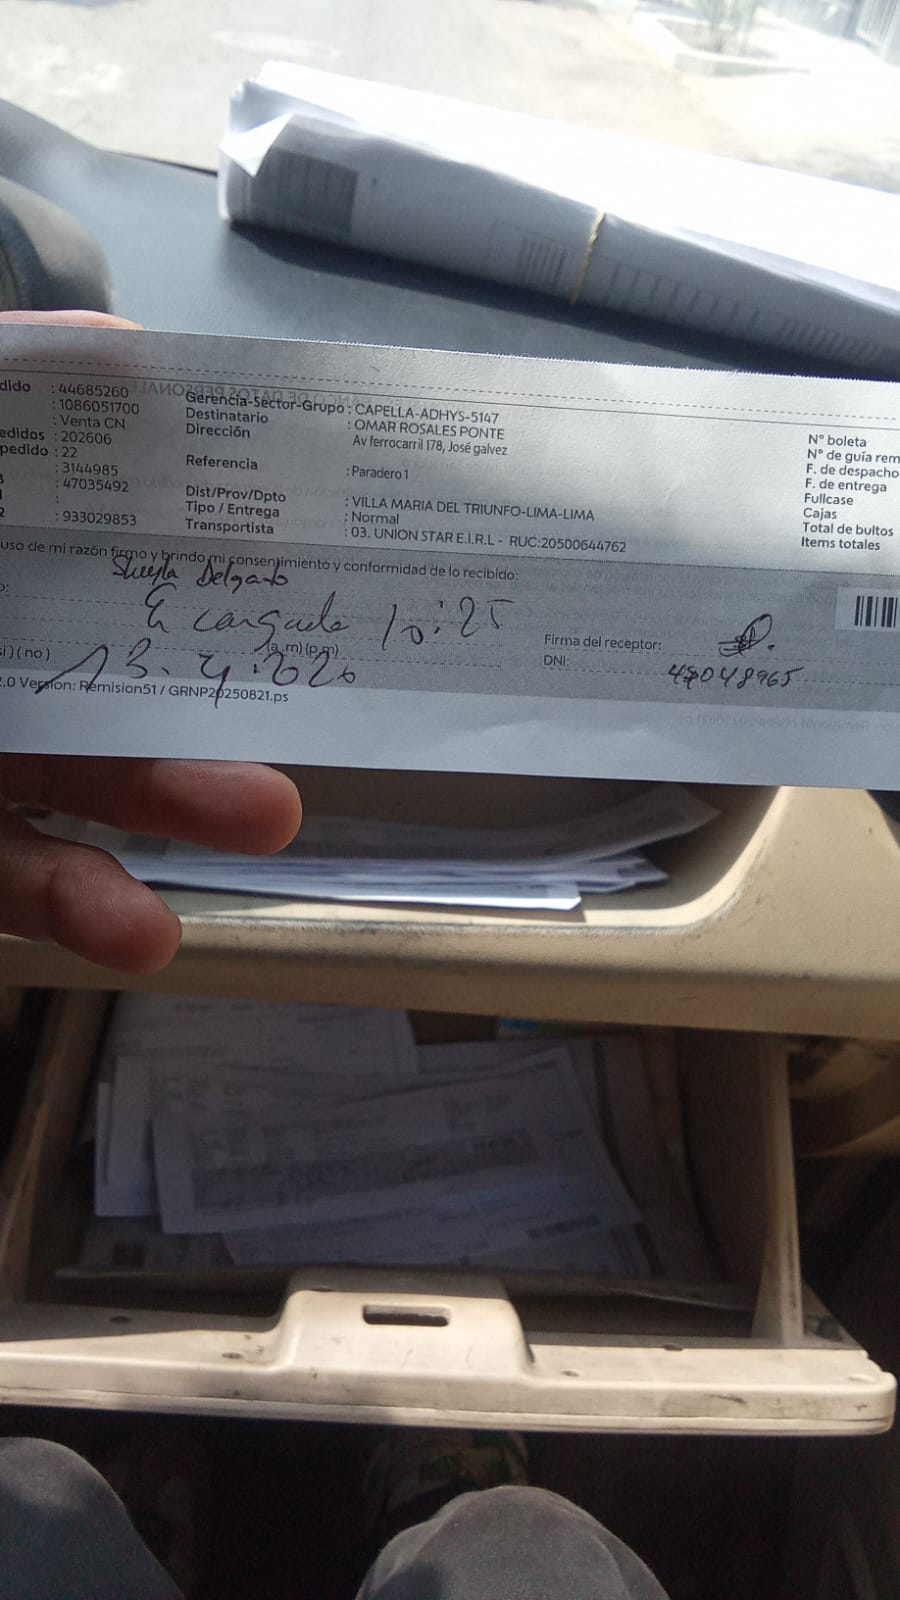 dido : 44685260
: 1086051700
: Venta CN
edidos : 202606
pedido : 22
: 3144985
: 47035492
:
2 : 933029853
Gerencia-Sector-Grupo : CAPELLA-ADHYS-5147
Destinatario : OMAR ROSALES PONTE
Dirección Av ferrocarril 178, José galvez
Referencia : Paradero 1
Dist/Prov/Dpto : VILLA MARIA DEL TRIUNFO-LIMA-LIMA
Tipo / Entrega : Normal
Transportista : 03. UNION STAR E.I.R.L - RUC:20500644762
N° boleta
N° de guía rem
F. de despacho
F. de entrega
Fullcase
Cajas
Total de bultos
Items totales
uso de mi razón firmo y brindo mi consentimiento y conformidad de lo recibido:
Sheyla Delgado
o:
Encargada 10:25
(a.m) (p.m)
si ) ( no )
13.4.2026
Firma del receptor:
DNI: 48048965
2.0 Version: Remision51 / GRNP20250821.ps